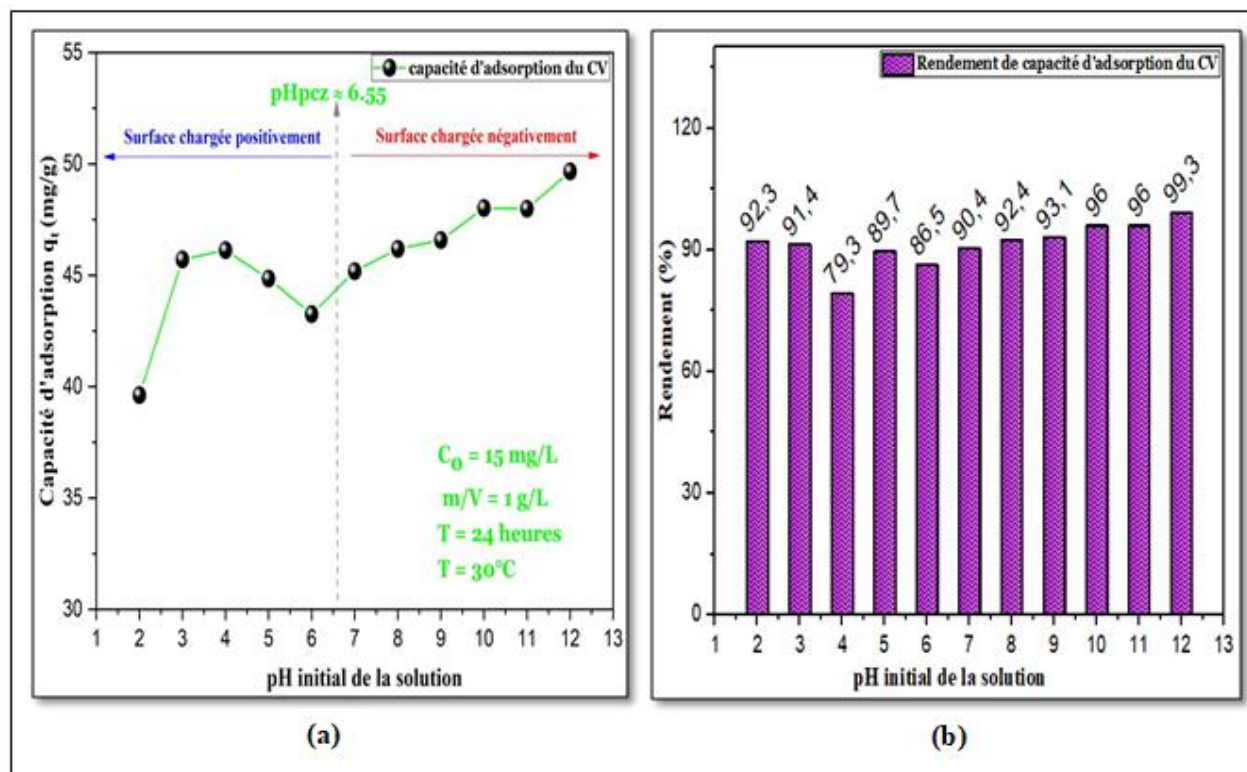 55
50
45
40
35
30
Capacité d'adsorption qt (mg/g)
capacité d'adsorption du CV
pHpcz ≈ 6.55
Surface chargée positivement
Surface chargée négativement
C0 = 15 mg/L
m/V = 1 g/L
T = 24 heures
T = 30°C
1 2 3 4 5 6 7 8 9 10 11 12 13
pH initial de la solution
(a)
120
90
60
30
0
Rendement (%)
Rendement de capacité d'adsorption du CV
92,3 91,4 79,3 89,7 86,5 90,4 92,4 93,1 96 96 99,3
1 2 3 4 5 6 7 8 9 10 11 12 13
pH initial de la solution
(b)